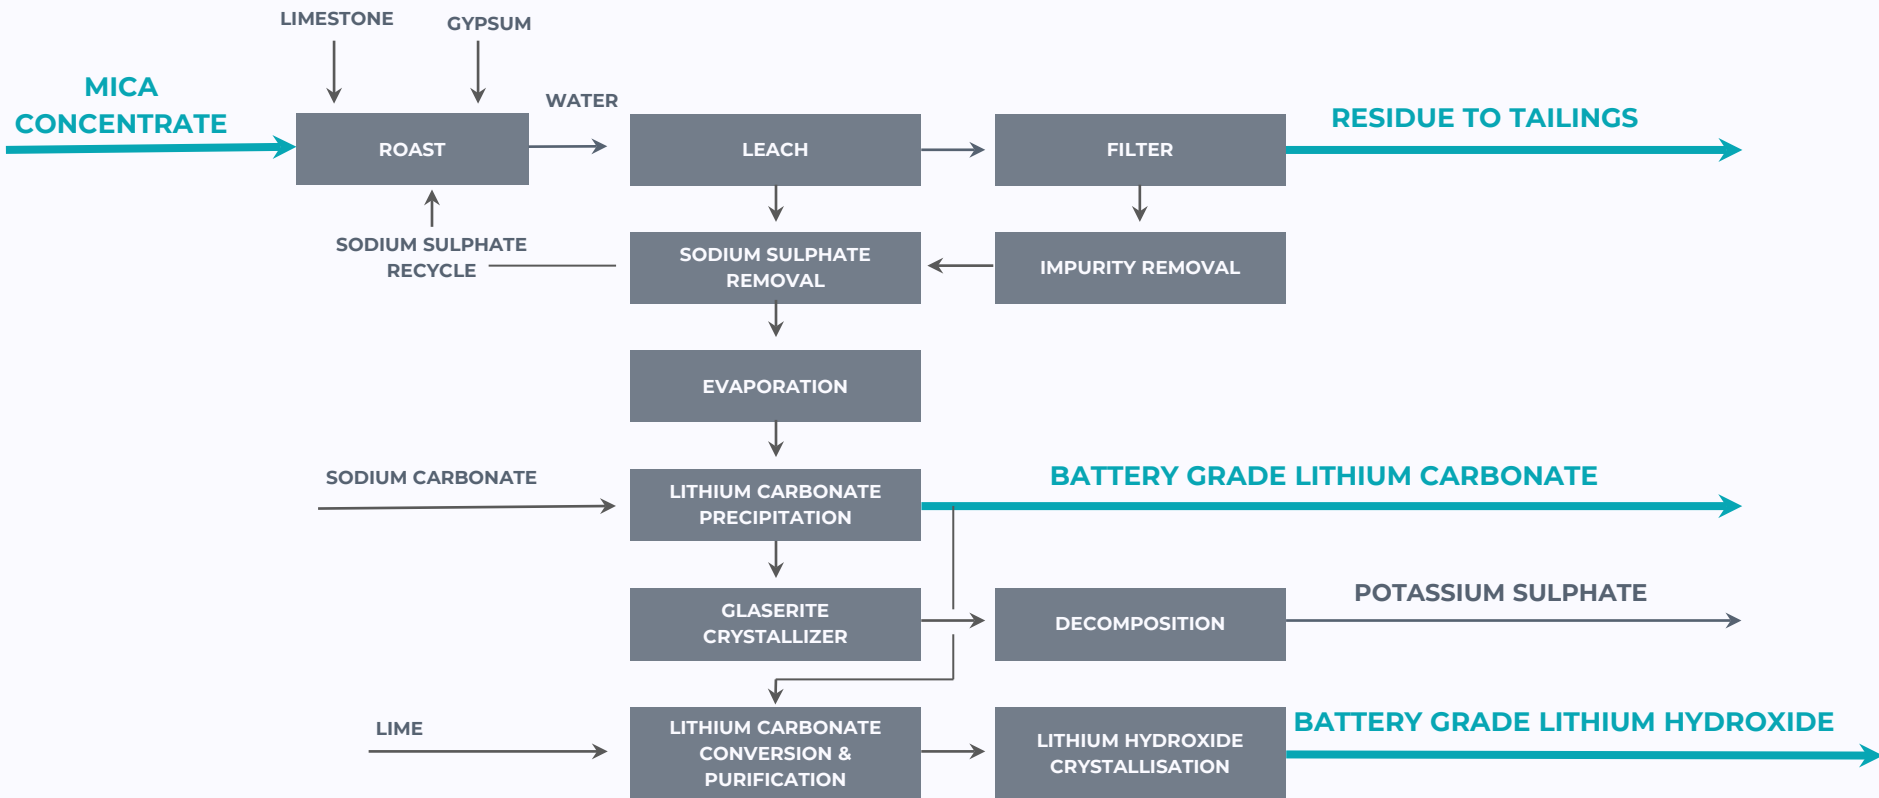 LIMESTONE
GYPSUM
MICA
CONCENTRATE
WATER
ROAST
LEACH
FILTER
RESIDUE TO TAILINGS
SODIUM SULPHATE
RECYCLE
SODIUM SULPHATE
REMOVAL
IMPURITY REMOVAL
EVAPORATION
SODIUM CARBONATE
LITHIUM CARBONATE
PRECIPITATION
BATTERY GRADE LITHIUM CARBONATE
GLASERITE
CRYSTALLIZER
DECOMPOSITION
POTASSIUM SULPHATE
LIME
LITHIUM CARBONATE
CONVERSION &
PURIFICATION
LITHIUM HYDROXIDE
CRYSTALLISATION
BATTERY GRADE LITHIUM HYDROXIDE